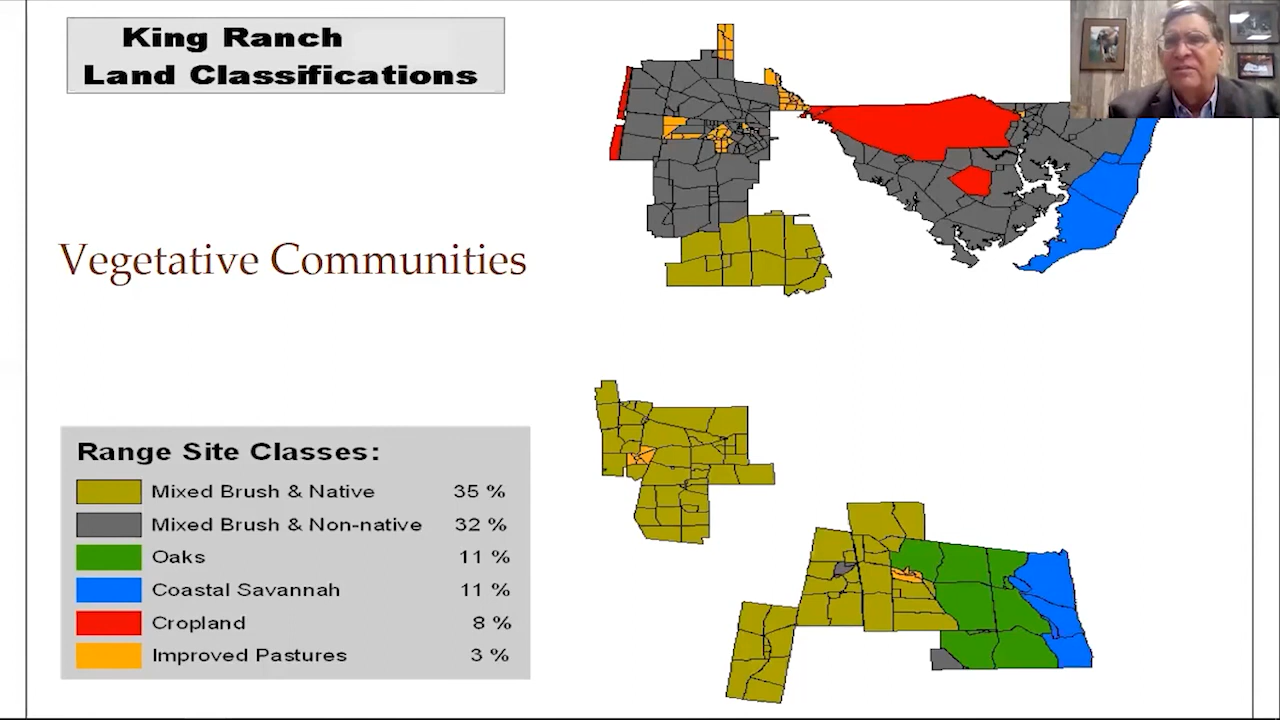 King Ranch
Land Classifications
Vegetative Communities
Range Site Classes:
Mixed Brush & Native 35 %
Mixed Brush & Non-native 32 %
Oaks 11 %
Coastal Savannah 11 %
Cropland 8 %
Improved Pastures 3 %